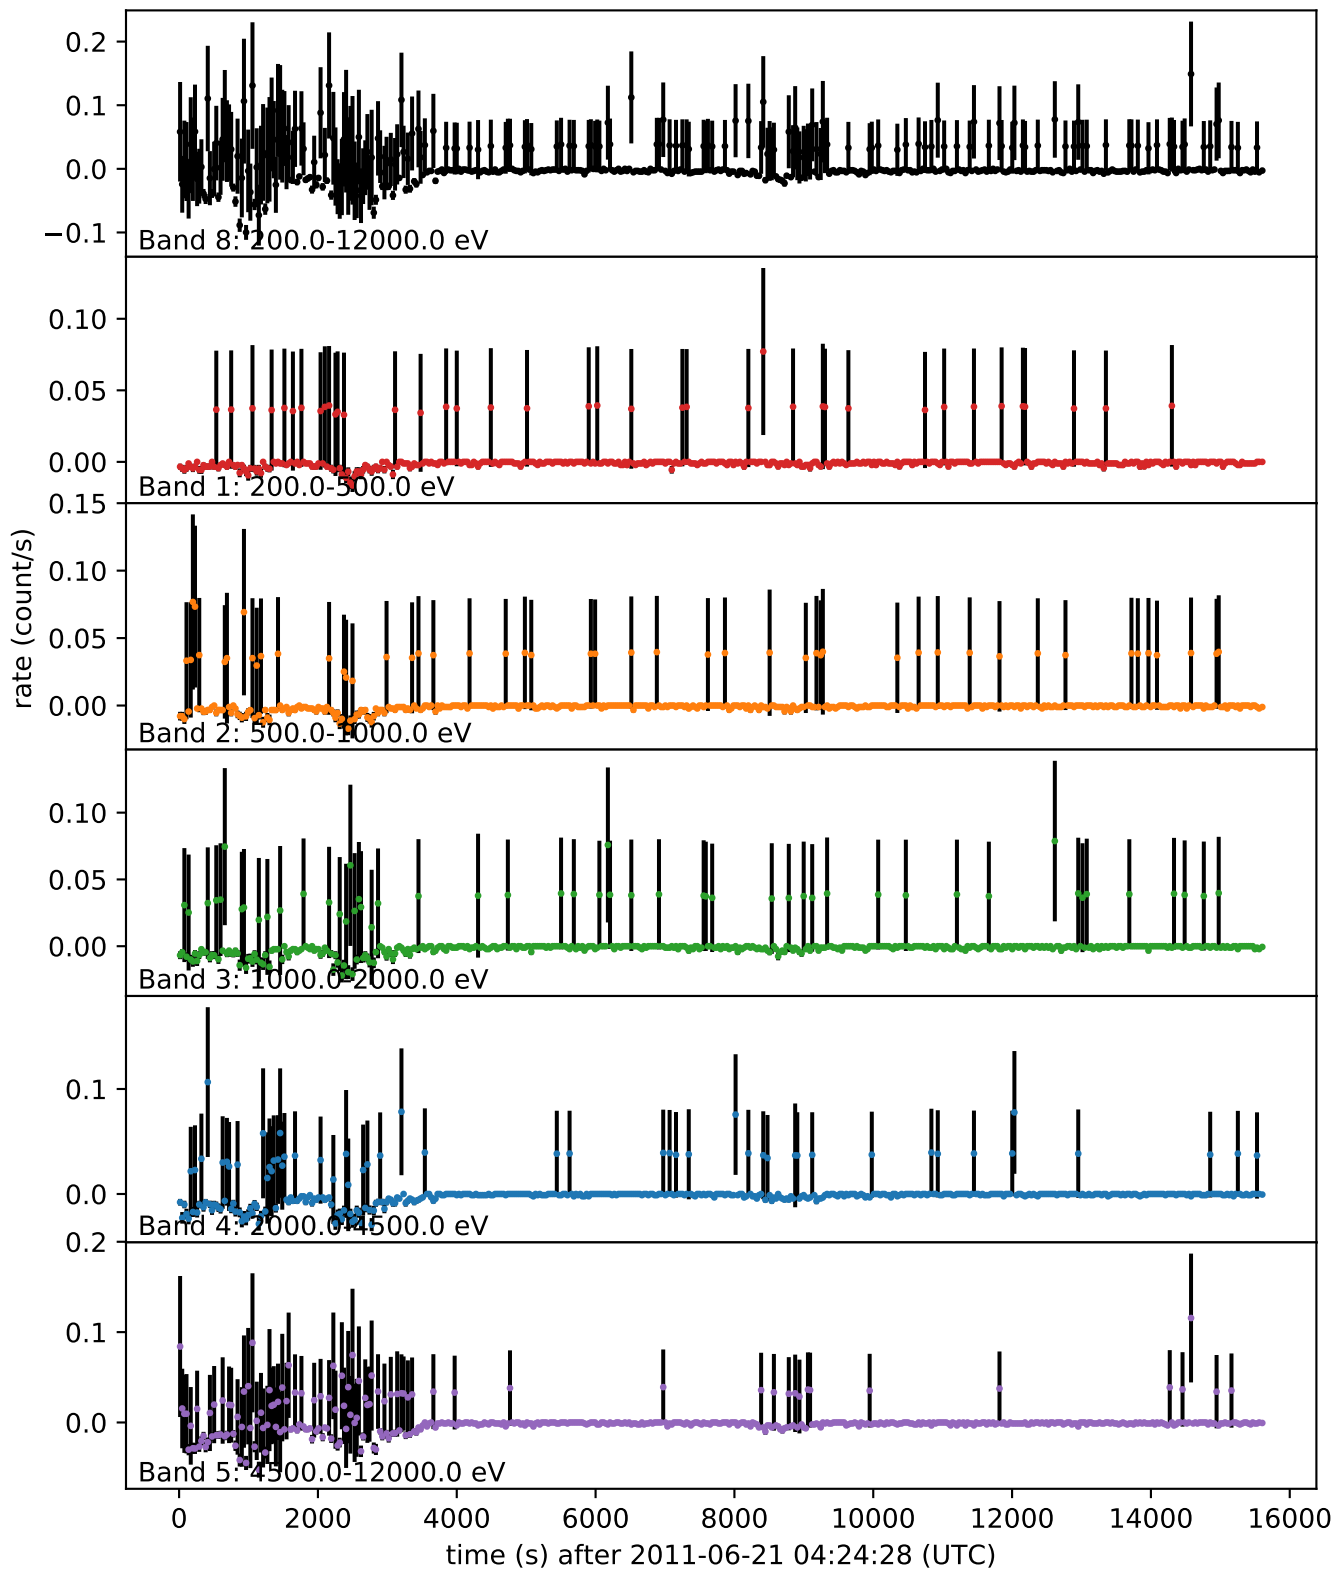 0.2
0.1
0.0
−0.1
Band 8: 200.0-12000.0 eV
0.10
0.05
0.00
Band 1: 200.0-500.0 eV
0.15
0.10
0.05
0.00
Band 2: 500.0-1000.0 eV
rate (count/s)
0.10
0.05
0.00
Band 3: 1000.0-2000.0 eV
0.1
0.0
Band 4: 2000.0-4500.0 eV
0.2
0.1
0.0
Band 5: 4500.0-12000.0 eV
0 2000 4000 6000 8000 10000 12000 14000 16000
time (s) after 2011-06-21 04:24:28 (UTC)